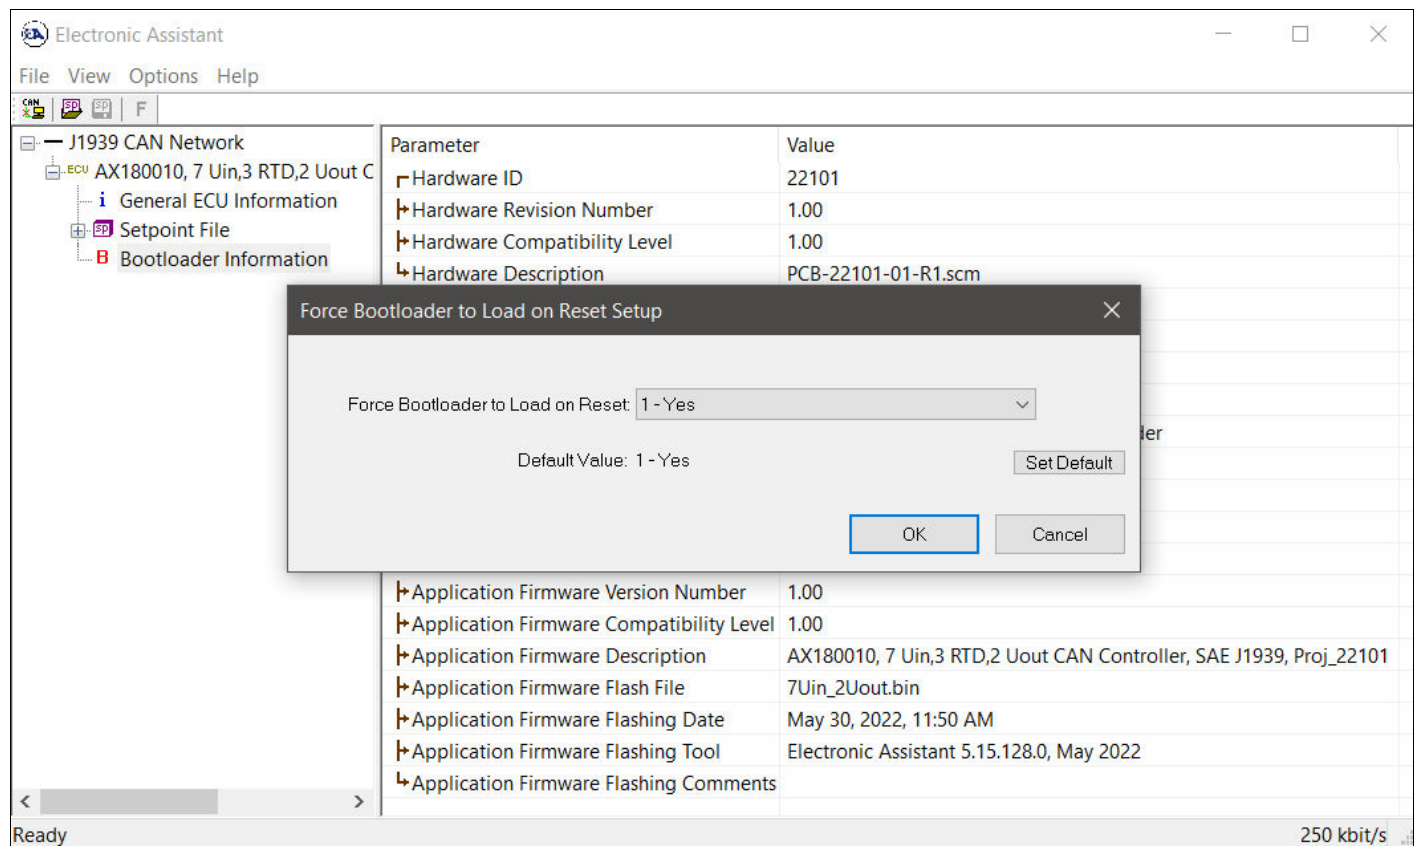 Electronic Assistant
File View Options Help
CAN SP SP F
J1939 CAN Network
ECU AX180010, 7 Uin,3 RTD,2 Uout C
i General ECU Information
SP Setpoint File
B Bootloader Information
Parameter Value
Hardware ID 22101
Hardware Revision Number 1.00
Hardware Compatibility Level 1.00
Hardware Description PCB-22101-01-R1.scm
Force Bootloader to Load on Reset Setup
Force Bootloader to Load on Reset: 1 - Yes
Default Value: 1 - Yes
Set Default
OK Cancel
Application Firmware Version Number 1.00
Application Firmware Compatibility Level 1.00
Application Firmware Description AX180010, 7 Uin,3 RTD,2 Uout CAN Controller, SAE J1939, Proj_22101
Application Firmware Flash File 7Uin_2Uout.bin
Application Firmware Flashing Date May 30, 2022, 11:50 AM
Application Firmware Flashing Tool Electronic Assistant 5.15.128.0, May 2022
Application Firmware Flashing Comments
Ready 250 kbit/s